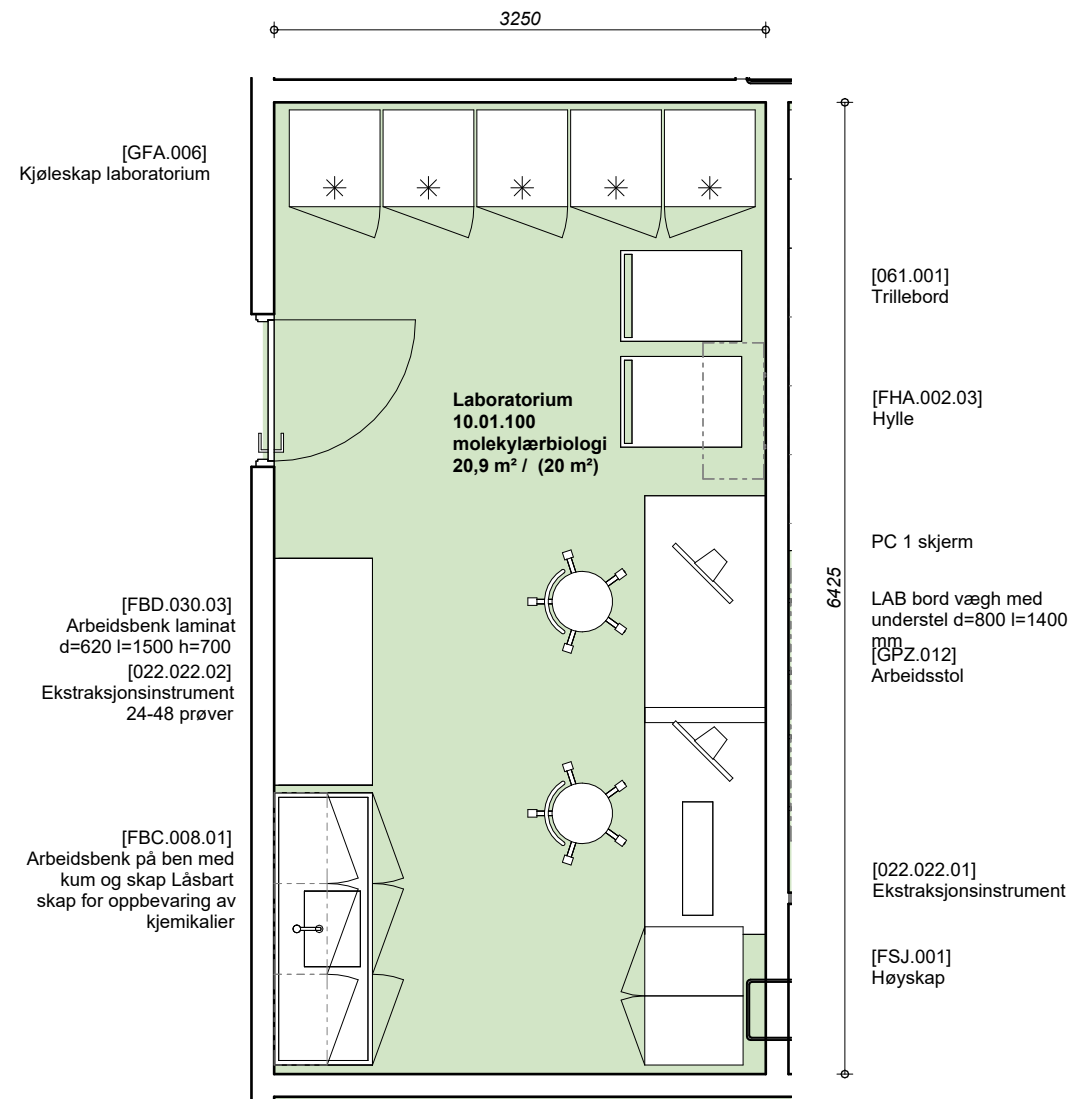 3250
[GFA.006]
Kjøleskap laboratorium
[061.001]
Trillebord
[FHA.002.03]
Hylle
Laboratorium
10.01.100
molekylærbiologi
20,9 m² / (20 m²)
PC 1 skjerm
6425
LAB bord vægh med
understel d=800 l=1400
mm
[GPZ.012]
Arbeidsstol
[FBD.030.03]
Arbeidsbenk laminat
d=620 l=1500 h=700
[022.022.02]
Ekstraksjonsinstrument
24-48 prøver
[FBC.008.01]
Arbeidsbenk på ben med
kum og skap Låsbart
skap for oppbevaring av
kjemikalier
[022.022.01]
Ekstraksjonsinstrument
[FSJ.001]
Høyskap